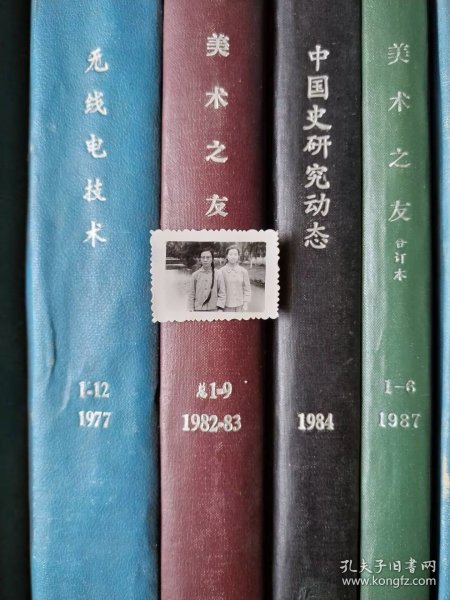 无线电技术
1-12
1977
美术之友
总1-9
1982-83
中国史研究动态
1984
美术之友合订本
1-6
1987
孔夫子旧书网
www.kongfz.com